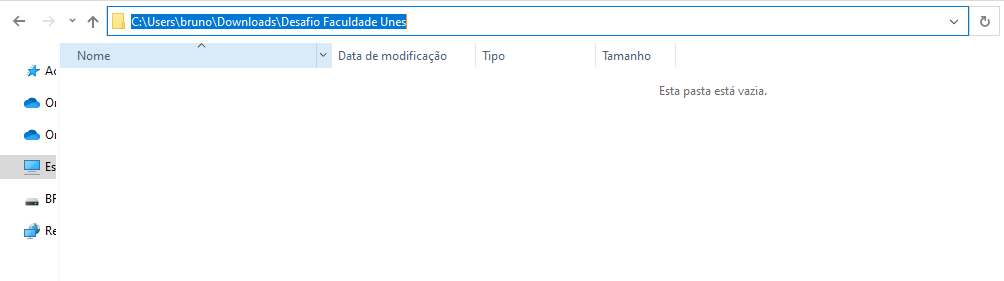 C:\Users\bruno\Downloads\Desafio Faculdade Unes
Nome Data de modificação Tipo Tamanho
Esta pasta está vazia.
Ac
Or
Or
Es
BF
Re